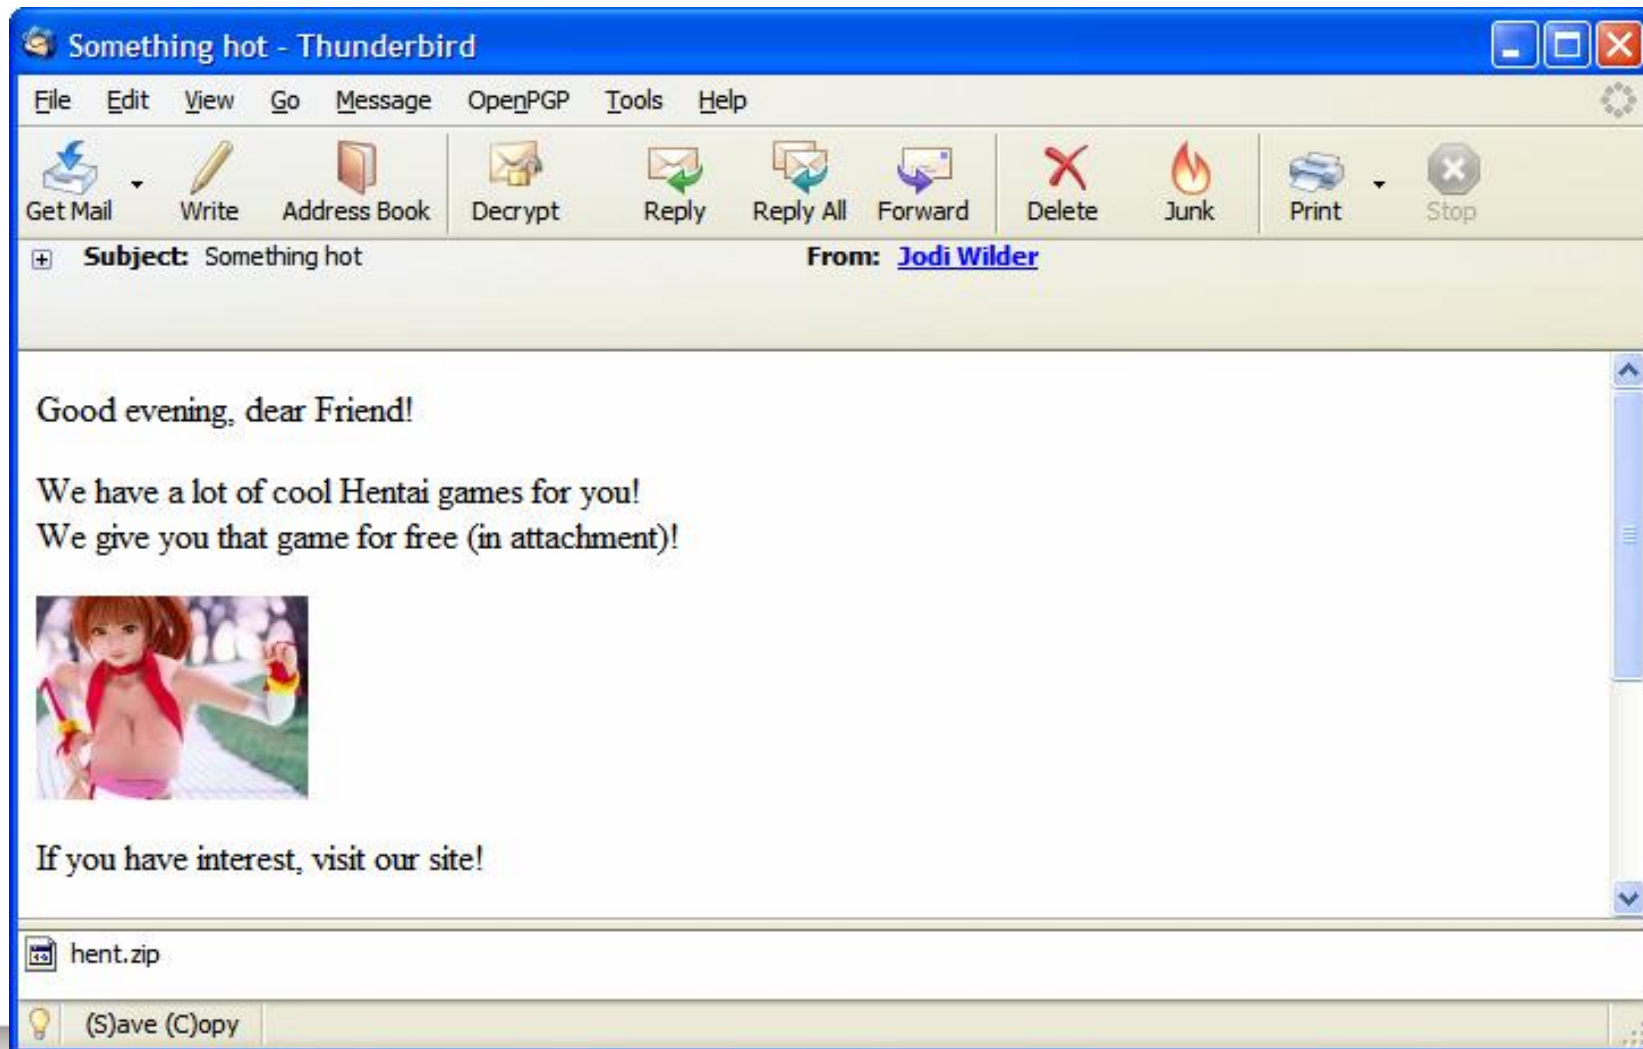 Something hot - Thunderbird
File Edit View Go Message OpenPGP Tools Help
Get Mail Write Address Book Decrypt Reply Reply All Forward Delete Junk Print Stop
Subject: Something hot From: Jodi Wilder
Good evening, dear Friend!
We have a lot of cool Hentai games for you!
We give you that game for free (in attachment)!
If you have interest, visit our site!
hent.zip
(S)ave (C)opy